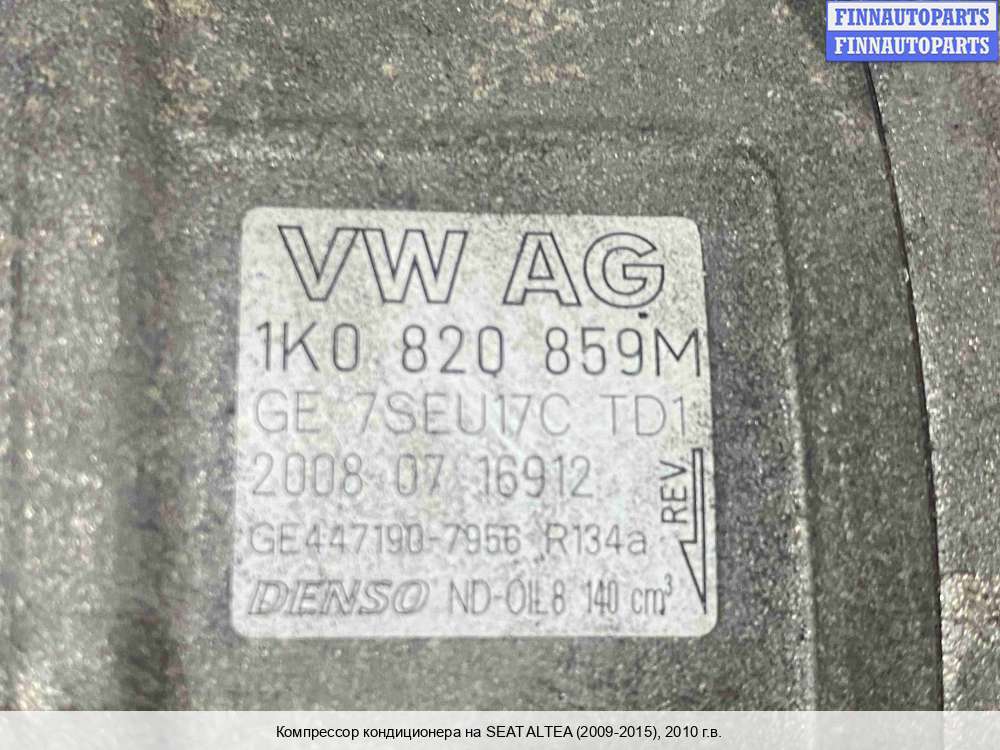 FINNAUTOPARTS
FINNAUTOPARTS
VW AG
1K0 820 859M
GE 7SEU17C TD1
2008 07 16912
REV.
GE447190-7956 R134a
DENSO ND-OIL8 140 cm³
Компрессор кондиционера на SEAT ALTEA (2009-2015), 2010 г.в.